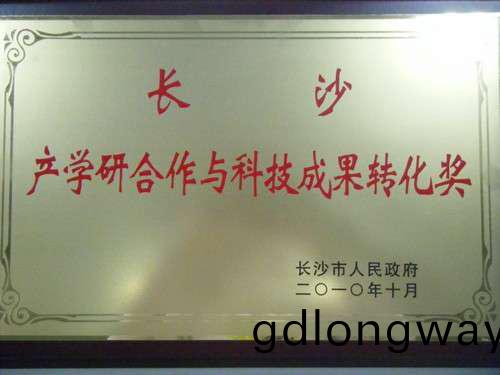 长沙
产学研合作与科技成果转化奖
长沙市人民政府
二〇一〇年十月
gdlongway